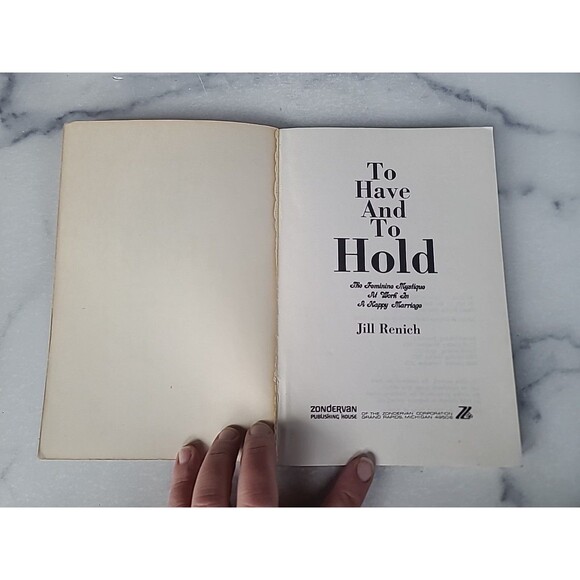 To
Have
And
To
Hold
The Feminine Mystique
At Work In
A Happy Marriage
Jill Renich
ZONDERVAN
PUBLISHING HOUSE
OF THE ZONDERVAN CORPORATION
GRAND RAPIDS, MICHIGAN 49506